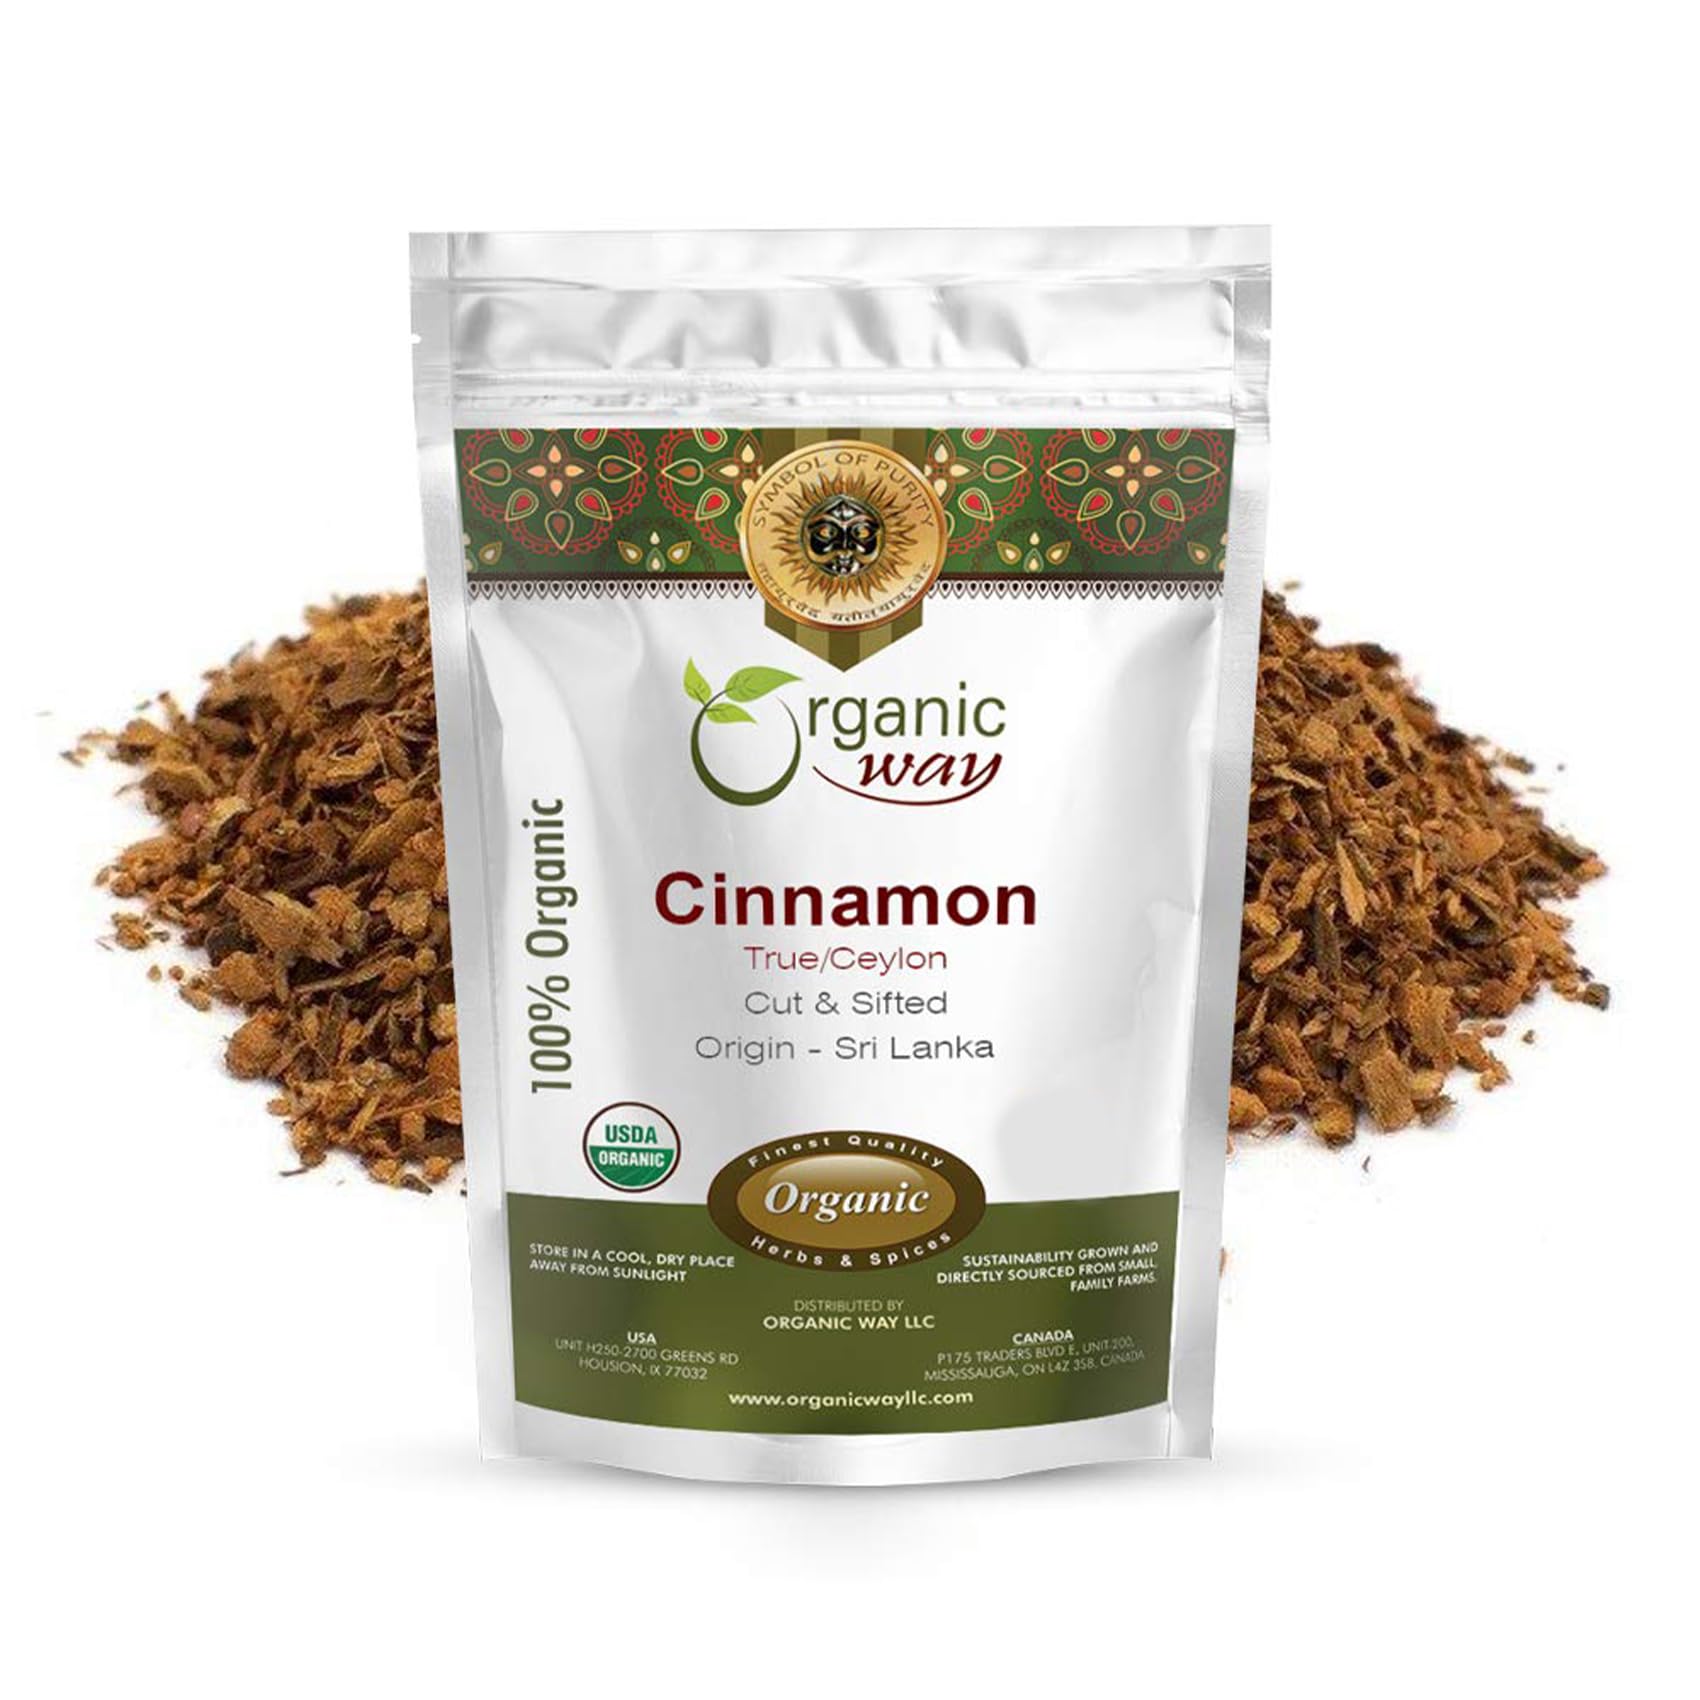 SYMBOL OF PURITY
Organic
way
100% Organic
Cinnamon
True/Ceylon
Cut & Sifted
Origin - Sri Lanka
USDA
ORGANIC
Finest Quality
Organic
Herbs & Spices
STORE IN A COOL, DRY PLACE
AWAY FROM SUNLIGHT
SUSTAINABILITY GROWN AND
DIRECTLY SOURCED FROM SMALL,
FAMILY FARMS.
DISTRIBUTED BY
ORGANIC WAY LLC
USA
UNIT H250-2700 GREENS RD
HOUSION, IX 77032
CANADA
P175 TRADERS BLVD E, UNIT-200,
MISSISSAUGA, ON L4Z 3S8, CANADA
www.organicwayllc.com